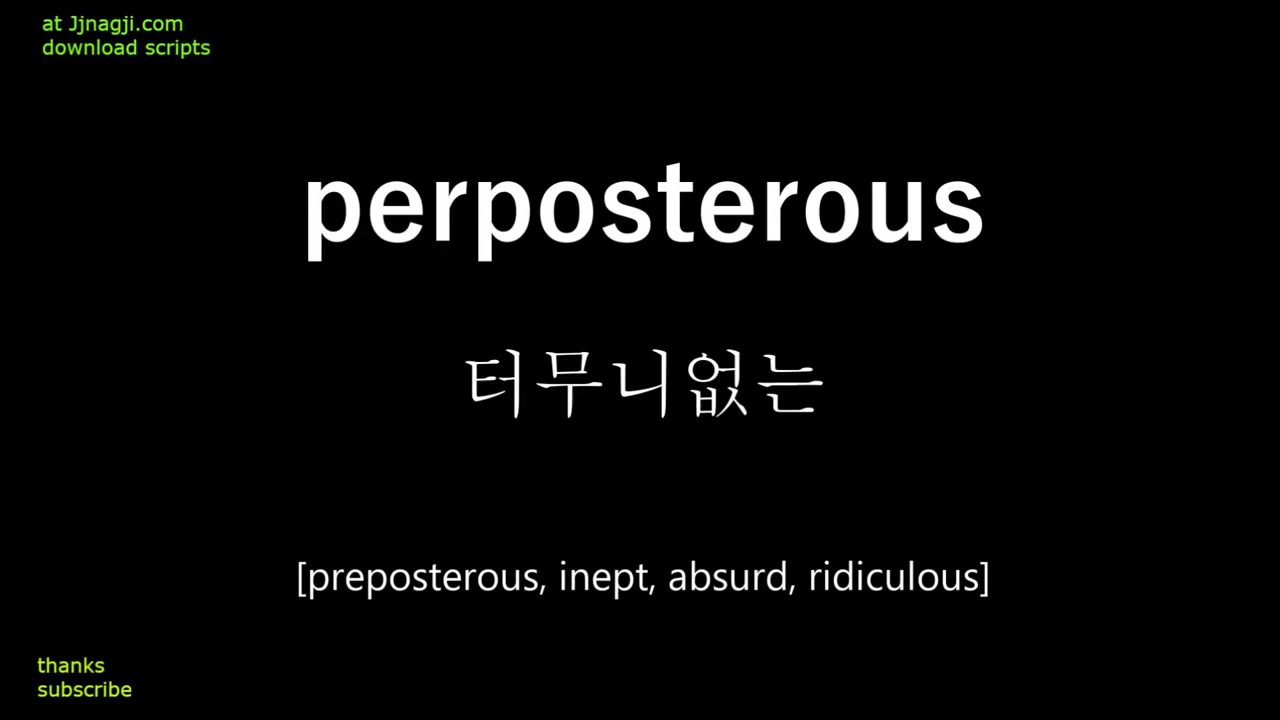 at Jjnagji.com
download scripts
perposterous
터무니없는
[preposterous, inept, absurd, ridiculous]
thanks
subscribe